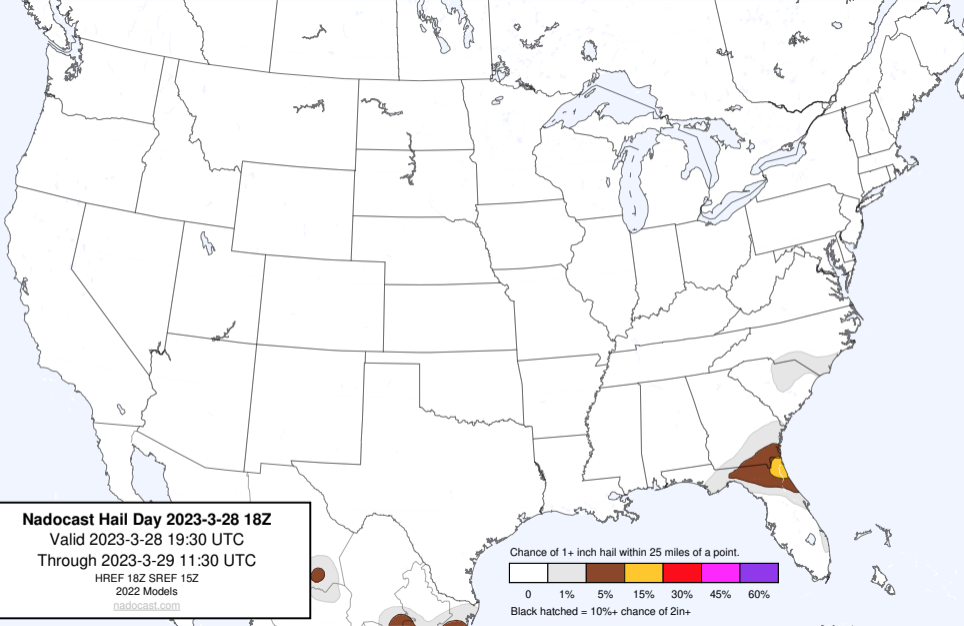 Nadocast Hail Day 2023-3-28 18Z
Valid 2023-3-28 19:30 UTC
Through 2023-3-29 11:30 UTC
HREF 18Z SREF 15Z
2022 Models
nadocast.com
Chance of 1+ inch hail within 25 miles of a point.
0 1% 5% 15% 30% 45% 60%
Black hatched = 10%+ chance of 2in+